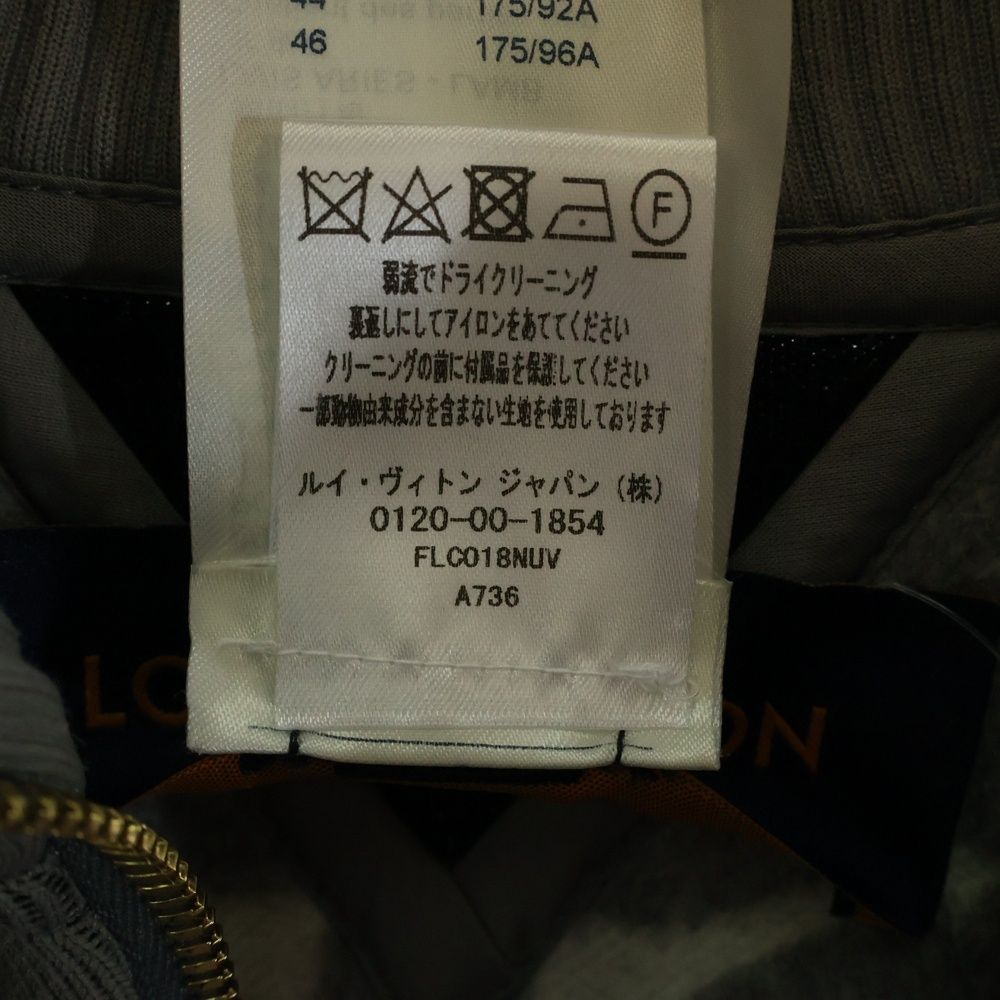 175/92A
46 175/96A
F
弱流でドライクリーニング
裏返しにしてアイロンをあててください
クリーニングの前に付属品を保護してください
一部動物由来成分を含まない生地を使用しております
ルイ・ヴィトン ジャパン (株)
0120-00-1854
FLC018NUV
A736
LO ON